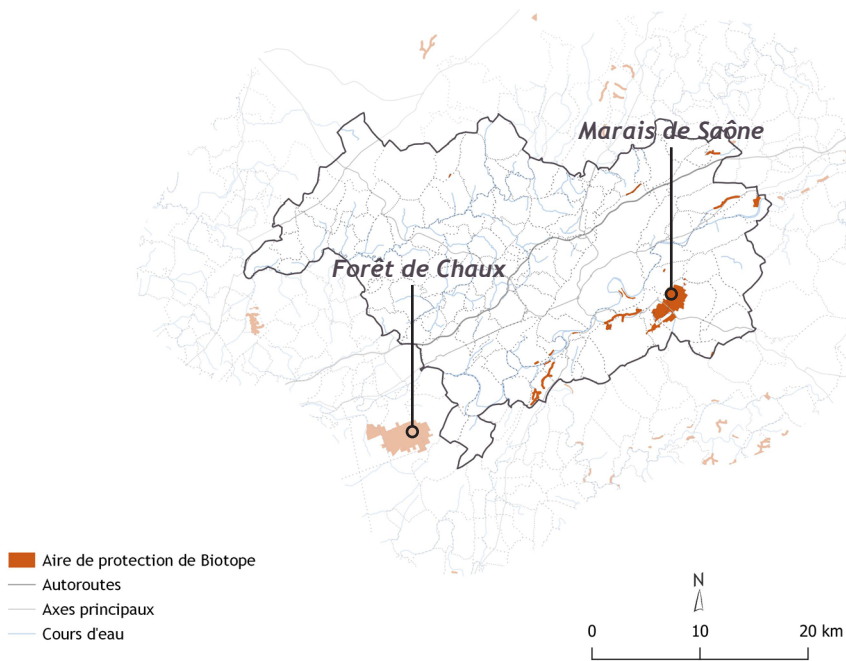 Marais de Saône
Forêt de Chaux
Aire de protection de Biotope
Autoroutes
Axes principaux
Cours d'eau
N
0 10 20 km